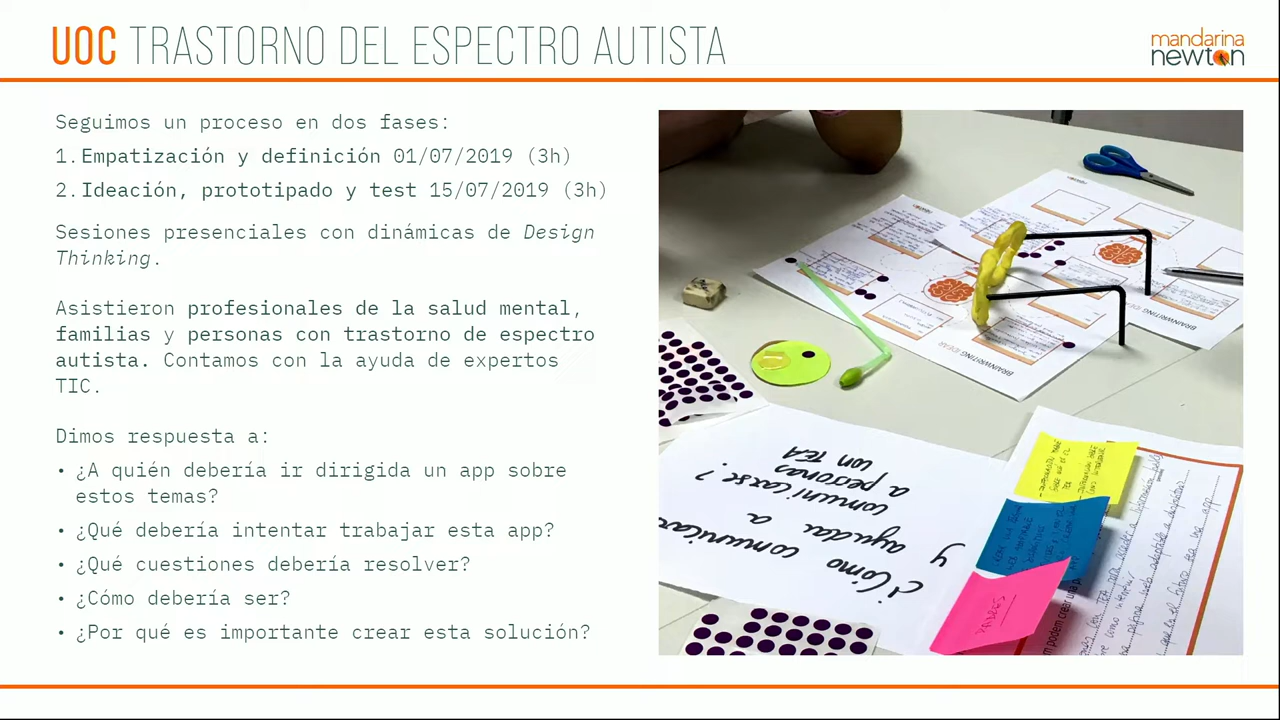 UOC TRASTORNO DEL ESPECTRO AUTISTA
mandarina
newton
Seguimos un proceso en dos fases:
1. Empatización y definición 01/07/2019 (3h)
2. Ideación, prototipado y test 15/07/2019 (3h)
Sesiones presenciales con dinámicas de Design
Thinking.
Asistieron profesionales de la salud mental,
familias y personas con trastorno de espectro
autista. Contamos con la ayuda de expertos
TIC.
Dimos respuesta a:
• ¿A quién debería ir dirigida un app sobre
estos temas?
• ¿Qué debería intentar trabajar esta app?
• ¿Qué cuestiones debería resolver?
• ¿Cómo debería ser?
• ¿Por qué es importante crear esta solución?
BRAINWRITING
BRAINWRITING IDEAR
¿Cómo comunicar
y ayuda a
comunicarse?
a personas
con TEA